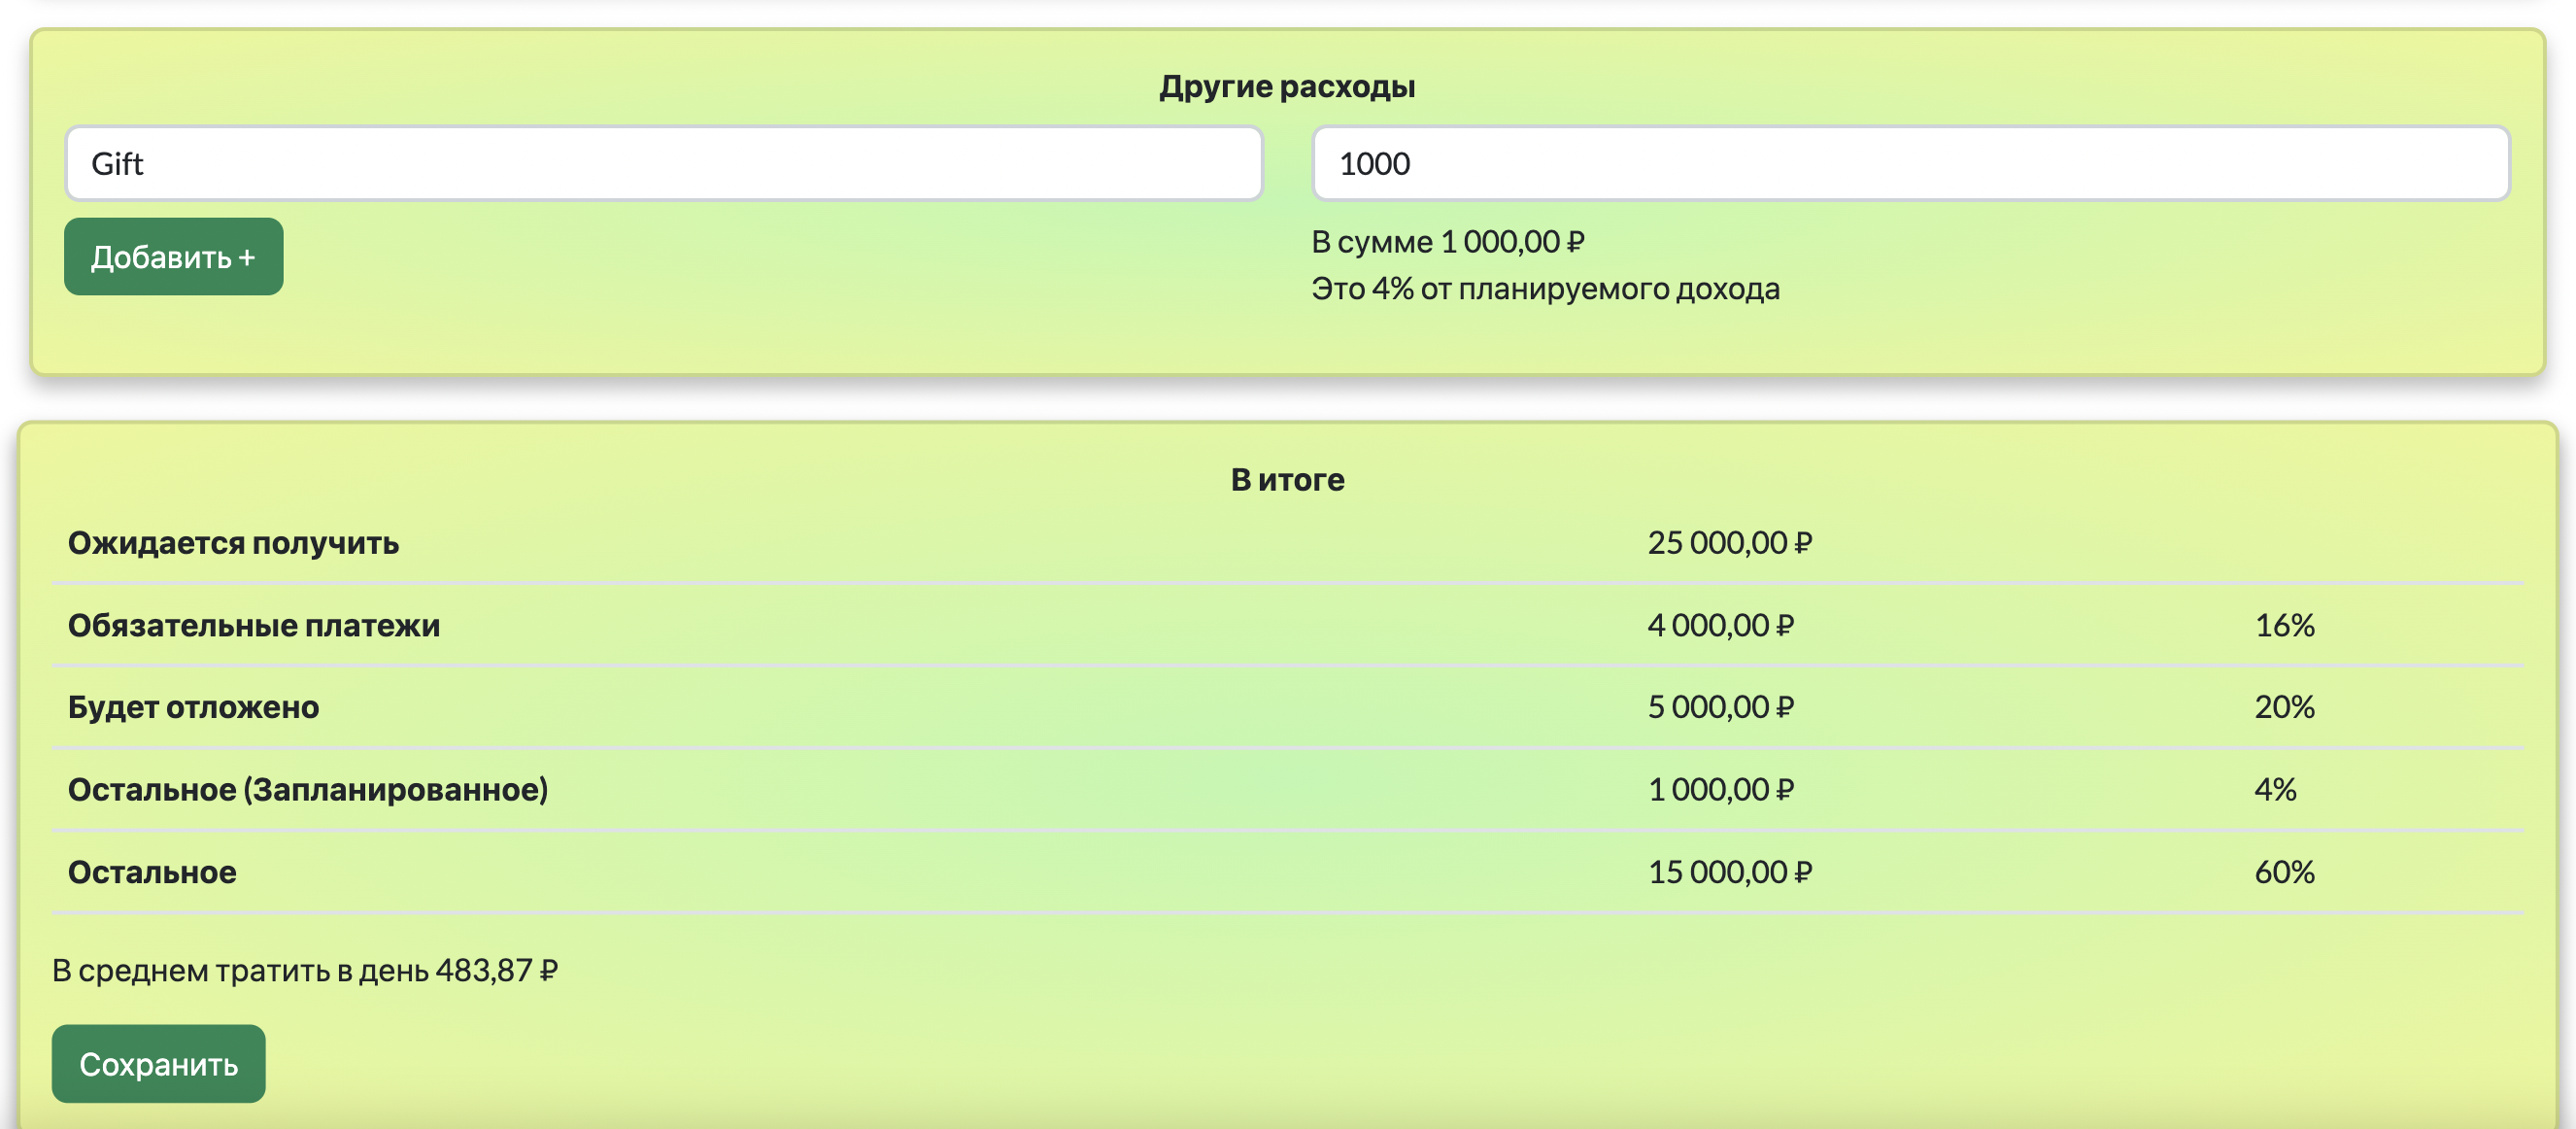 Другие расходы
Gift 1000
Добавить +
В сумме 1 000,00 ₽
Это 4% от планируемого дохода
В итоге
Ожидается получить 25 000,00 ₽
Обязательные платежи 4 000,00 ₽ 16%
Будет отложено 5 000,00 ₽ 20%
Остальное (Запланированное) 1 000,00 ₽ 4%
Остальное 15 000,00 ₽ 60%
В среднем тратить в день 483,87 ₽
Сохранить